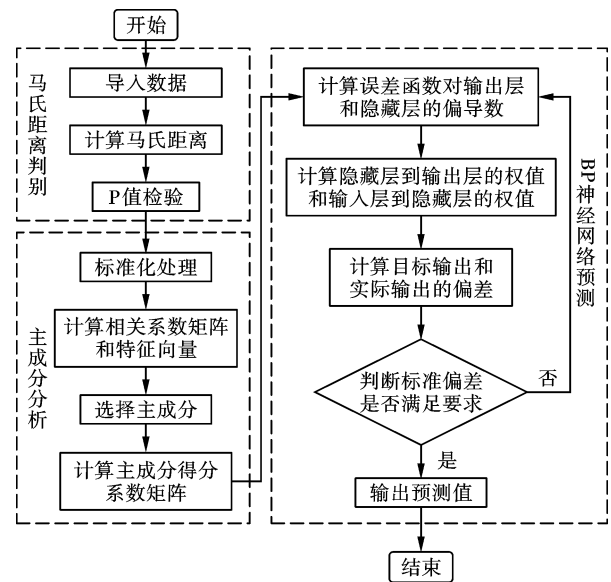 开始
马氏距离判别
导入数据
计算马氏距离
P值检验
主成分分析
标准化处理
计算相关系数矩阵
和特征向量
选择主成分
计算主成分得分
系数矩阵
BP神经网络预测
计算误差函数对输出层
和隐藏层的偏导数
计算隐藏层到输出层的权值
和输入层到隐藏层的权值
计算目标输出和
实际输出的偏差
判断标准偏差
是否满足要求
否
是
输出预测值
结束